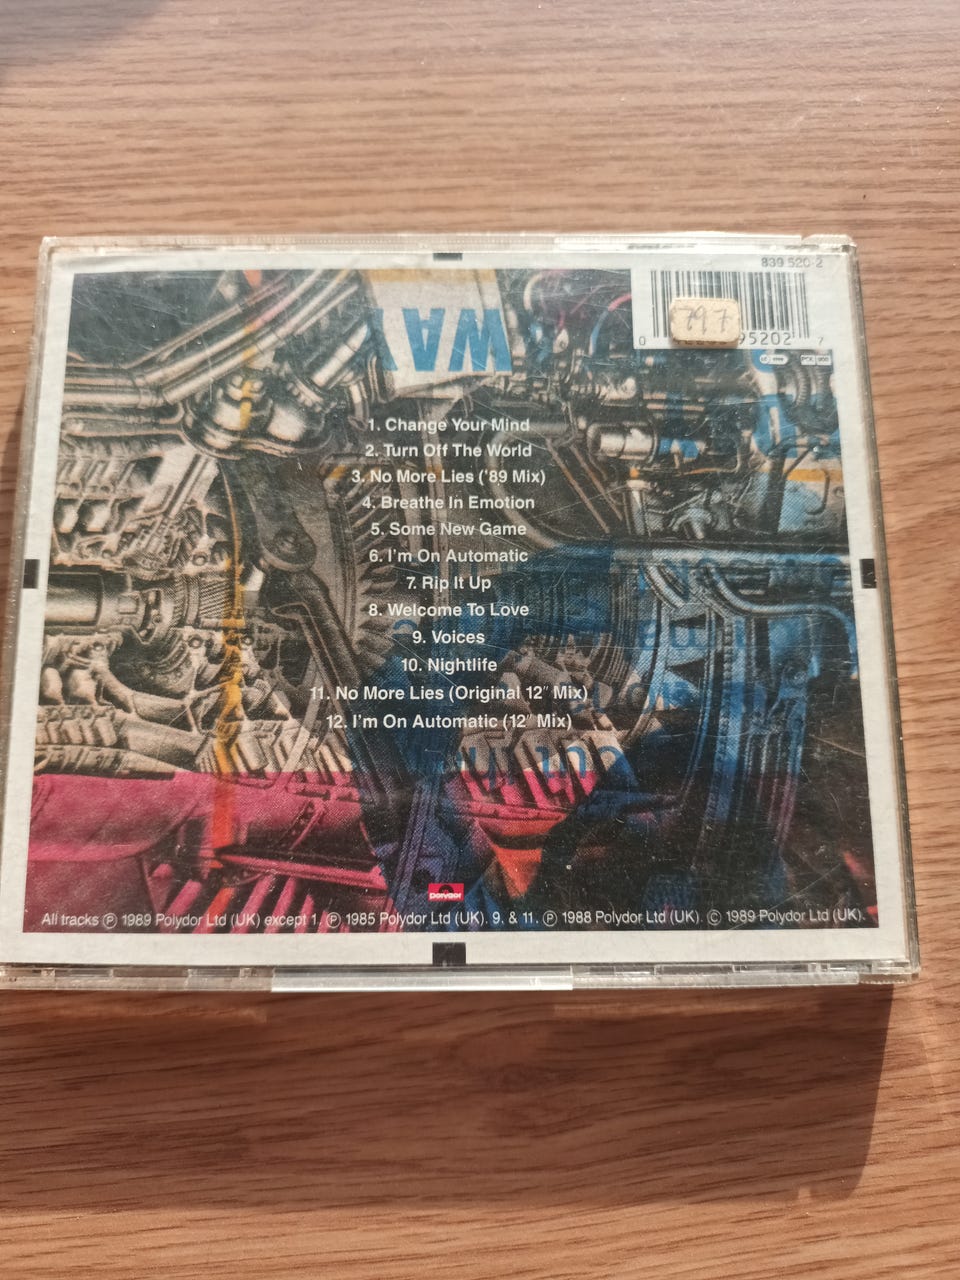 839 520-2
797
0
95202
7
WAY
1. Change Your Mind
2. Turn Off The World
3. No More Lies ('89 Mix)
4. Breathe In Emotion
5. Some New Game
6. I'm On Automatic
7. Rip It Up
8. Welcome To Love
9. Voices
10. Nightlife
11. No More Lies (Original 12" Mix)
12. I'm On Automatic (12" Mix)
polydor
All tracks ℗ 1989 Polydor Ltd (UK) except 1. ℗ 1985 Polydor Ltd (UK). 9. & 11. ℗ 1988 Polydor Ltd (UK). © 1989 Polydor Ltd (UK).